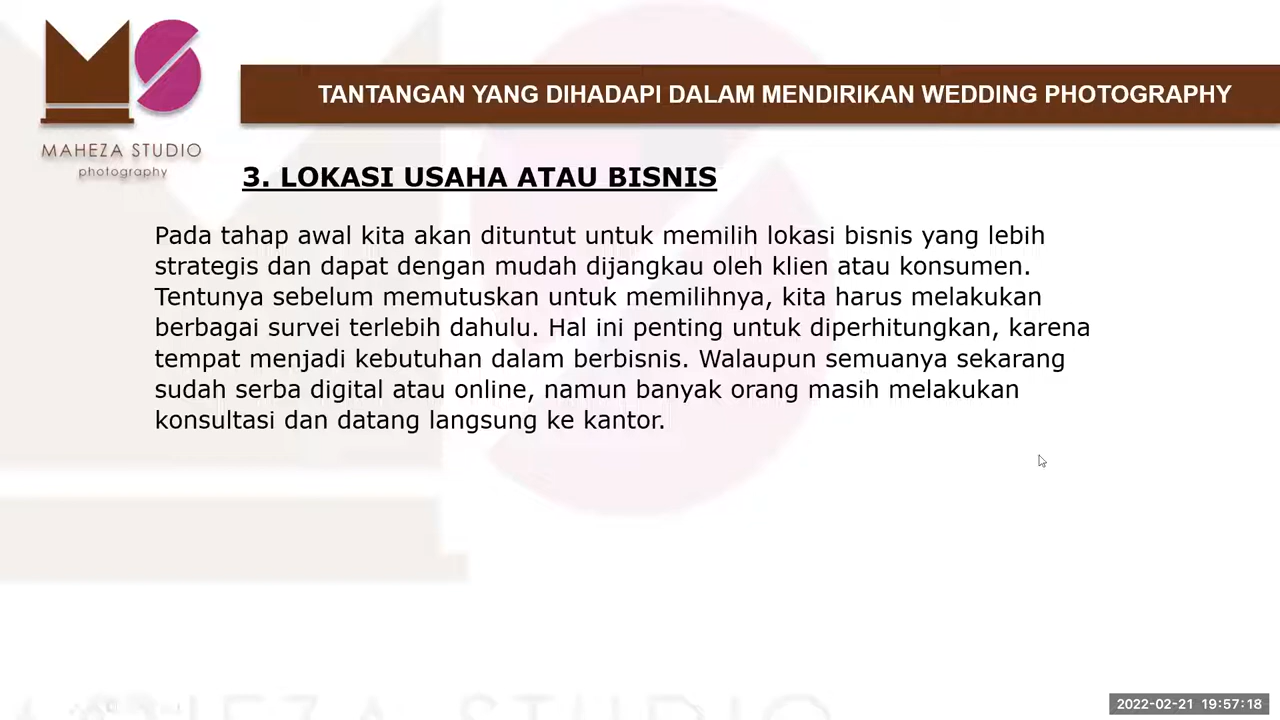 MAHEZA STUDIO
photography
TANTANGAN YANG DIHADAPI DALAM MENDIRIKAN WEDDING PHOTOGRAPHY
3. LOKASI USAHA ATAU BISNIS
Pada tahap awal kita akan dituntut untuk memilih lokasi bisnis yang lebih
strategis dan dapat dengan mudah dijangkau oleh klien atau konsumen.
Tentunya sebelum memutuskan untuk memilihnya, kita harus melakukan
berbagai survei terlebih dahulu. Hal ini penting untuk diperhitungkan, karena
tempat menjadi kebutuhan dalam berbisnis. Walaupun semuanya sekarang
sudah serba digital atau online, namun banyak orang masih melakukan
konsultasi dan datang langsung ke kantor.
2022-02-21 19:57:18